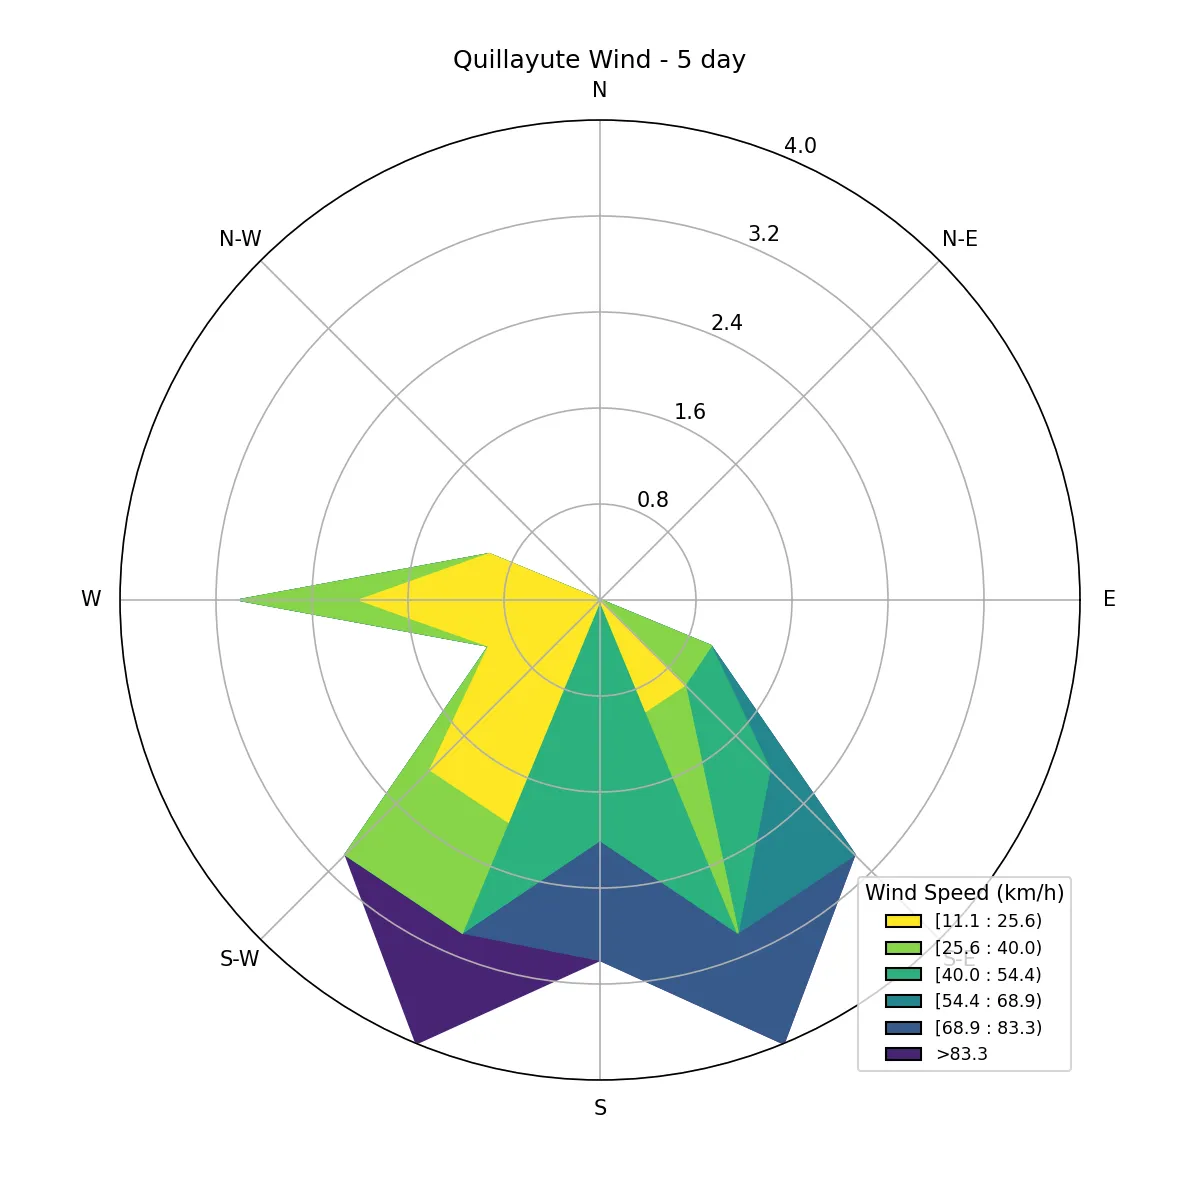 Quillayute Wind - 5 day
N
4.0
N-W
3.2
N-E
2.4
1.6
0.8
W
E
Wind Speed (km/h)
[11.1 : 25.6)
[25.6 : 40.0)
S-W
S-E
[40.0 : 54.4)
[54.4 : 68.9)
[68.9 : 83.3)
>83.3
S